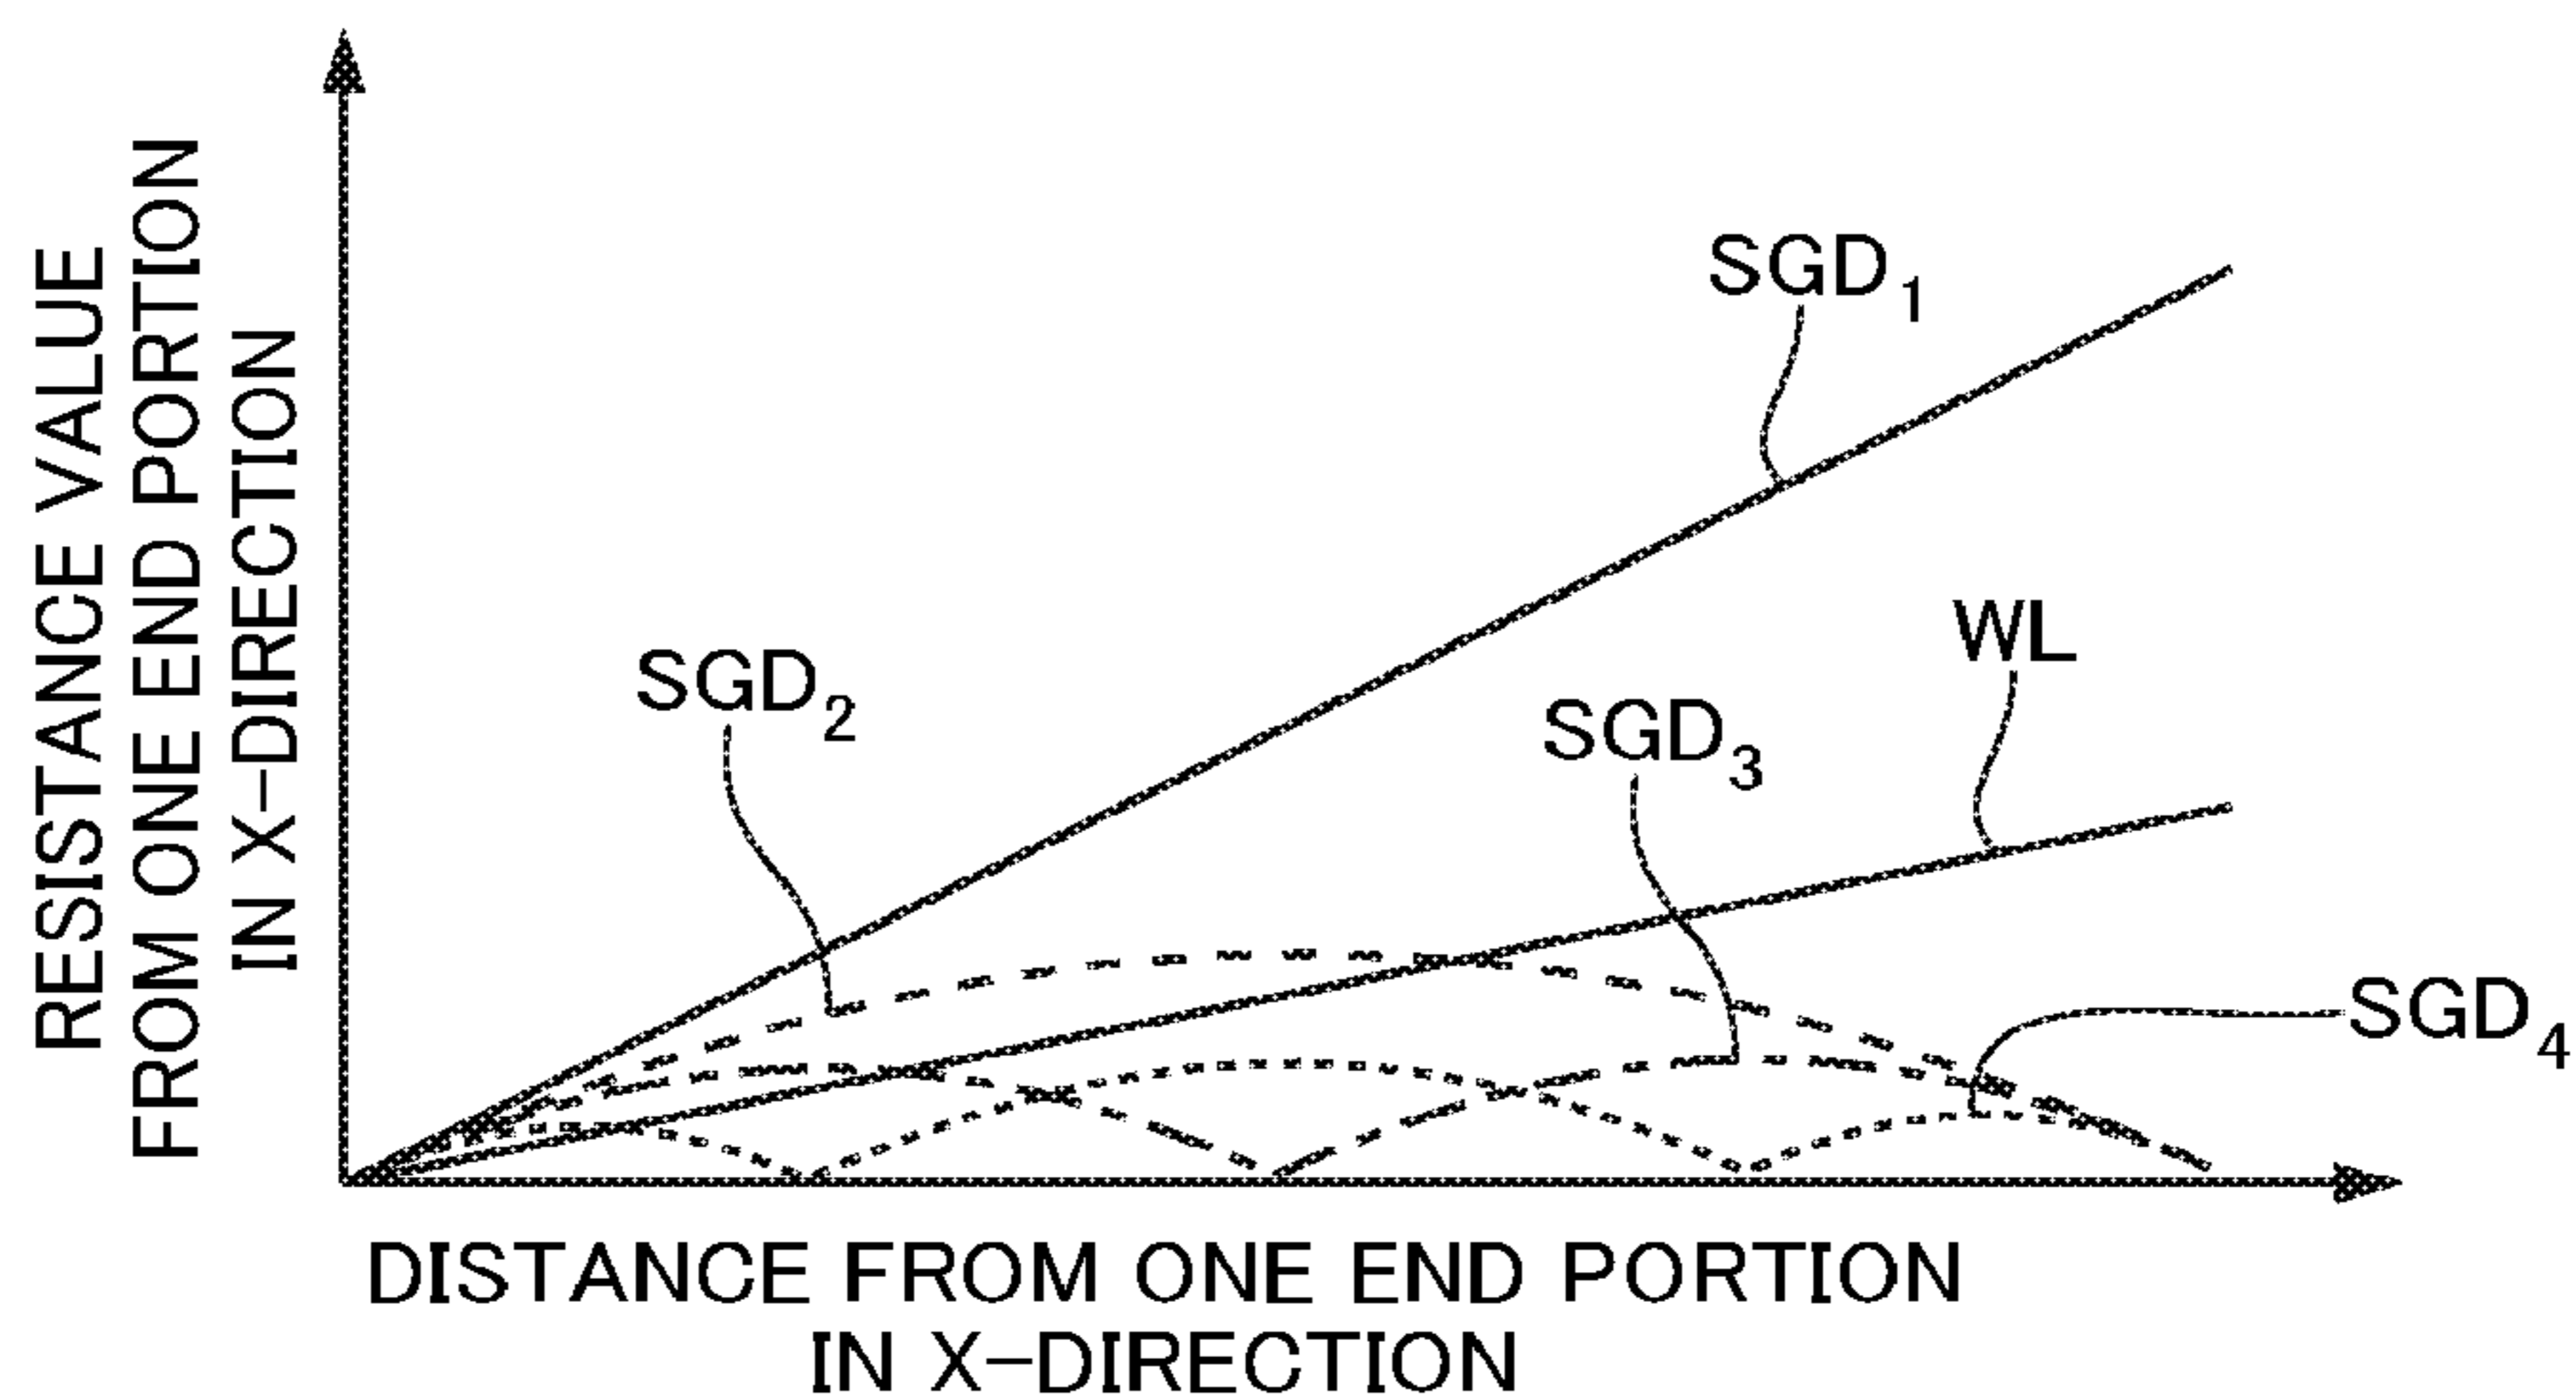 RESISTANCE VALUE
FROM ONE END PORTION
IN X-DIRECTION
SGD1
SGD2
WL
SGD3
SGD4
DISTANCE FROM ONE END PORTION
IN X-DIRECTION